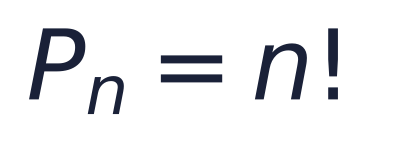 Pₙ = n!